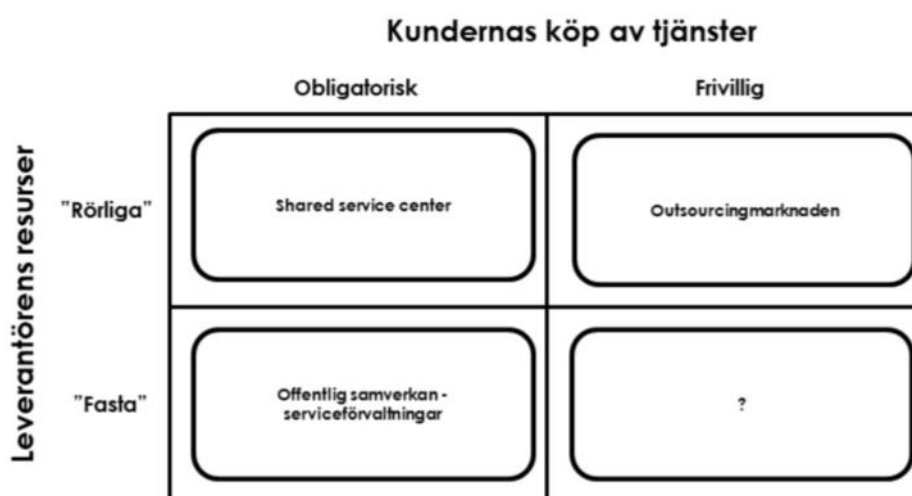 Kundernas köp av tjänster
Obligatorisk
Frivillig
Leverantörens resurser
”Rörliga”
Shared service center
Outsourcingmarknaden
”Fasta”
Offentlig samverkan -
serviceförvaltningar
?